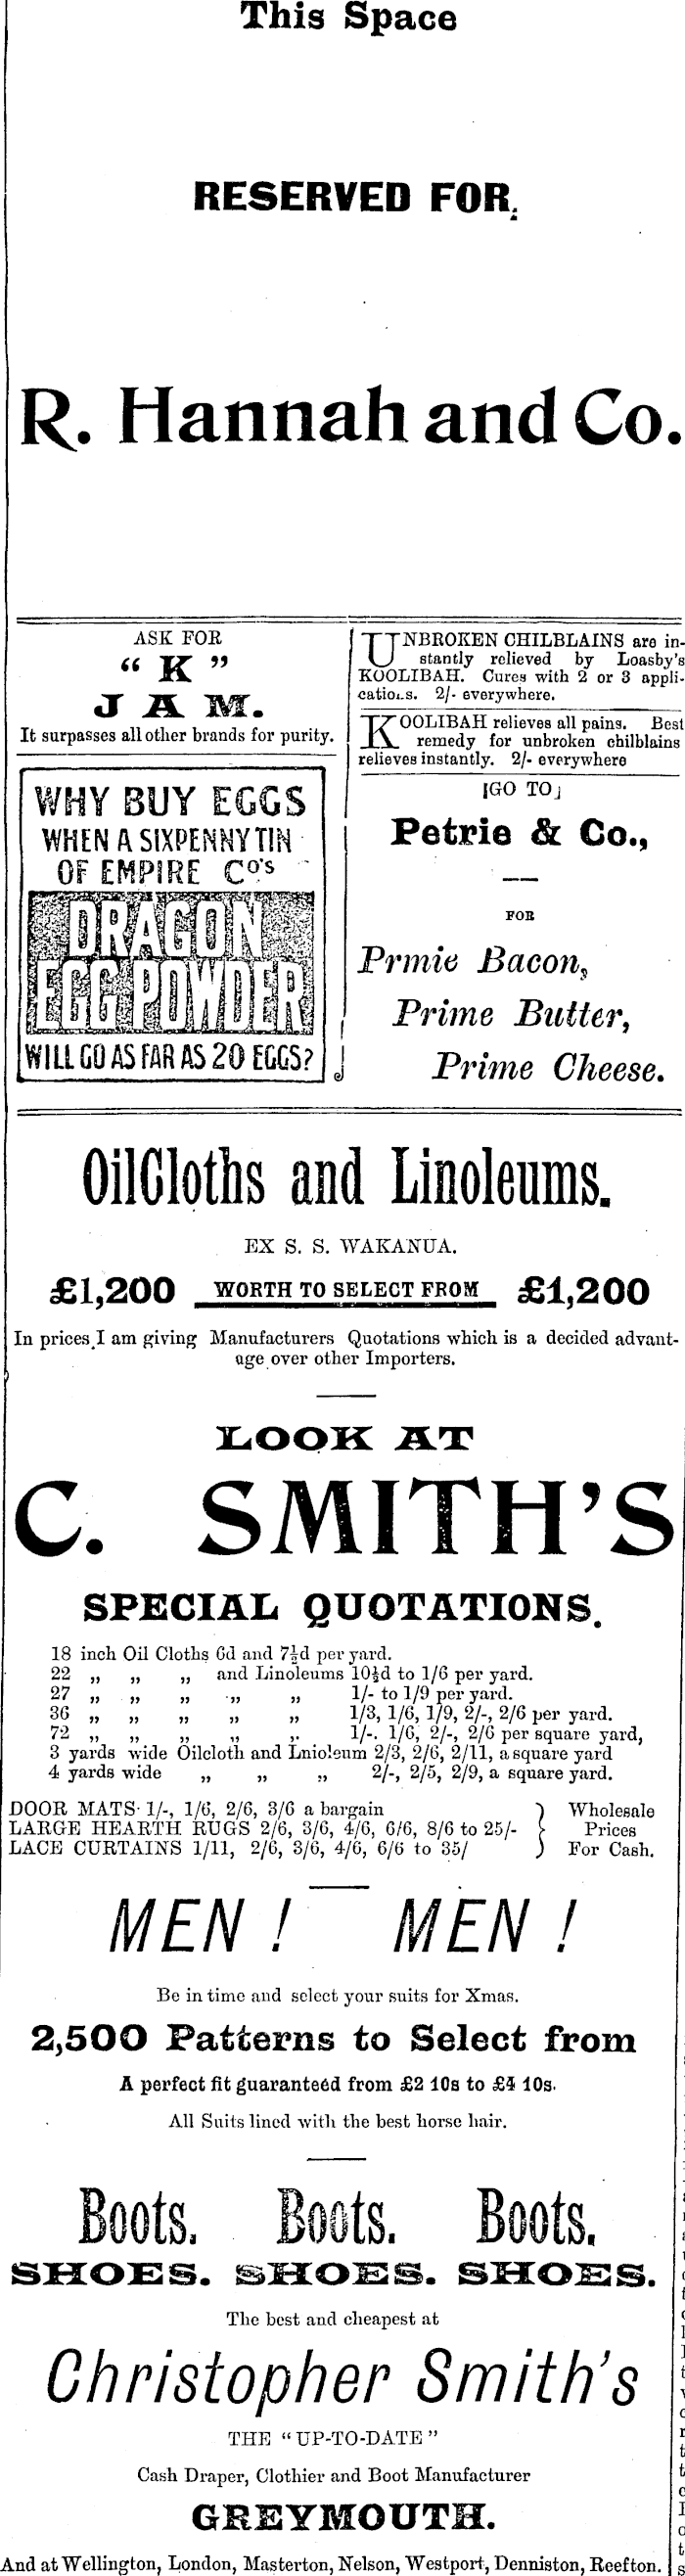 This Space
RESERVED FOR.
R. Hannah and Co.
ASK FOR
"K"
JAM.
It surpasses all other brands for purity.
WHY BUY EGGS
WHEN A SIXPENNY TIN
OF EMPIRE CO'S
DRAGON
EGG POWDER
WILL GO AS FAR AS 20 EGGS?
UNBROKEN CHILBLAINS are in-
stantly relieved by Loasby's
KOOLIBAH. Cures with 2 or 3 appli-
cations. 2/- everywhere.
KOOLIBAH relieves all pains. Best
remedy for unbroken chilblains
relieves instantly. 2/- everywhere
[GO TO]
Petrie & Co.,
FOR
Prmie Bacon,
Prime Butter,
Prime Cheese.
OilCloths and Linoleums.
EX S. S. WAKANUA.
£1,200 WORTH TO SELECT FROM £1,200
In prices I am giving Manufacturers Quotations which is a decided advant-
age over other Importers.
LOOK AT
C. SMITH'S
SPECIAL QUOTATIONS.
18 inch Oil Cloths 6d and 7½d per yard.
22 „ „ „ and Linoleums 10½d to 1/6 per yard.
27 „ „ „ „ „ 1/- to 1/9 per yard.
36 „ „ „ „ „ 1/3, 1/6, 1/9, 2/-, 2/6 per yard.
72 „ „ „ „ „ 1/-. 1/6, 2/-, 2/6 per square yard,
3 yards wide Oilcloth and Lnioleum 2/3, 2/6, 2/11, a square yard
4 yards wide „ „ „ 2/-, 2/5, 2/9, a square yard.
DOOR MATS 1/-, 1/6, 2/6, 3/6 a bargain } Wholesale
LARGE HEARTH RUGS 2/6, 3/6, 4/6, 6/6, 8/6 to 25/- } Prices
LACE CURTAINS 1/11, 2/6, 3/6, 4/6, 6/6 to 35/ } For Cash.
MEN! MEN!
Be in time and select your suits for Xmas.
2,500 Patterns to Select from
A perfect fit guaranteed from £2 10s to £4 10s.
All Suits lined with the best horse hair.
Boots. Boots. Boots.
SHOES. SHOES. SHOES.
The best and cheapest at
Christopher Smith's
THE "UP-TO-DATE"
Cash Draper, Clothier and Boot Manufacturer
GREYMOUTH.
And at Wellington, London, Masterton, Nelson, Westport, Denniston, Reefton.